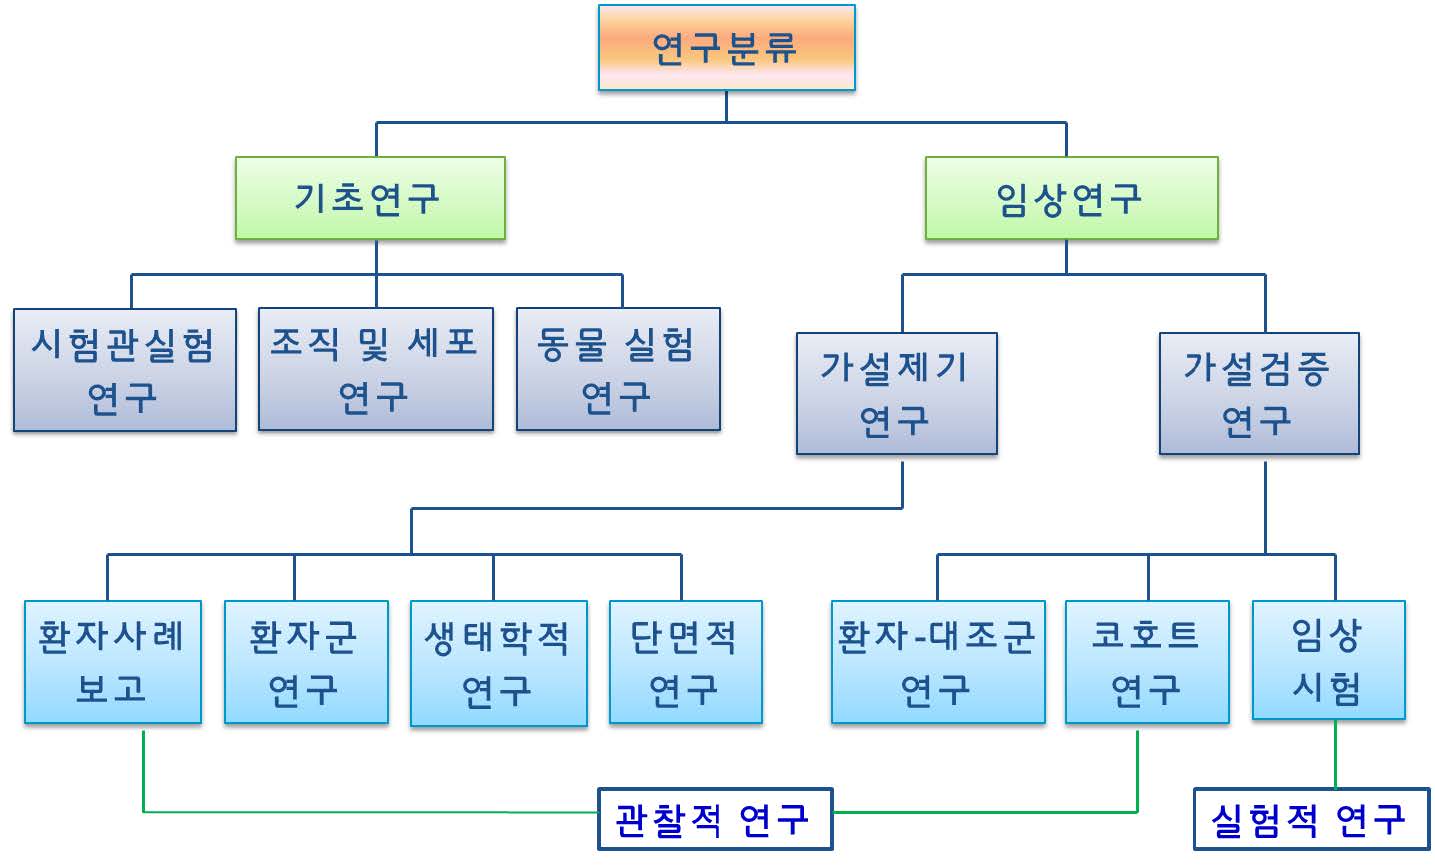 연구분류
기초연구
임상연구
시험관실험
연구
조직 및 세포
연구
동물 실험
연구
가설제기
연구
가설검증
연구
환자사례
보고
환자군
연구
생태학적
연구
단면적
연구
환자-대조군
연구
코호트
연구
임상
시험
관찰적 연구
실험적 연구